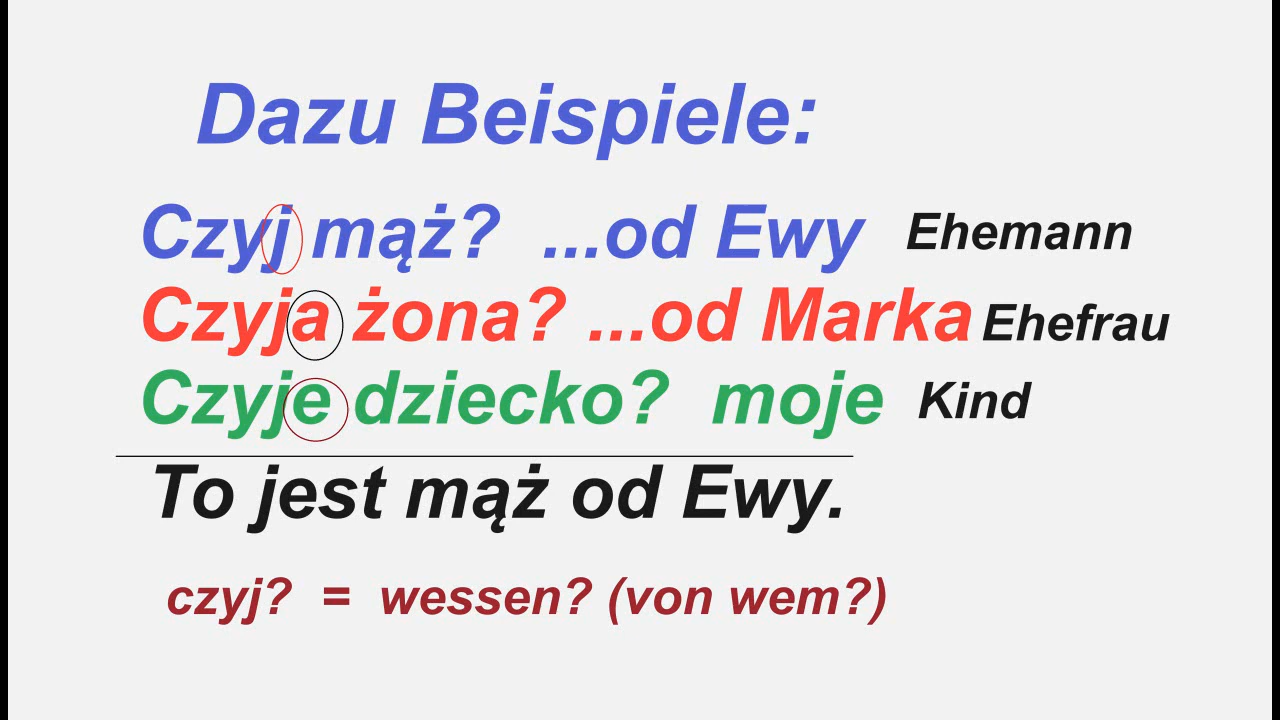 Dazu Beispiele:
Czyj mąż? ...od Ewy Ehemann
Czyja żona? ...od Marka Ehefrau
Czyje dziecko? moje Kind
To jest mąż od Ewy.
czyj? = wessen? (von wem?)